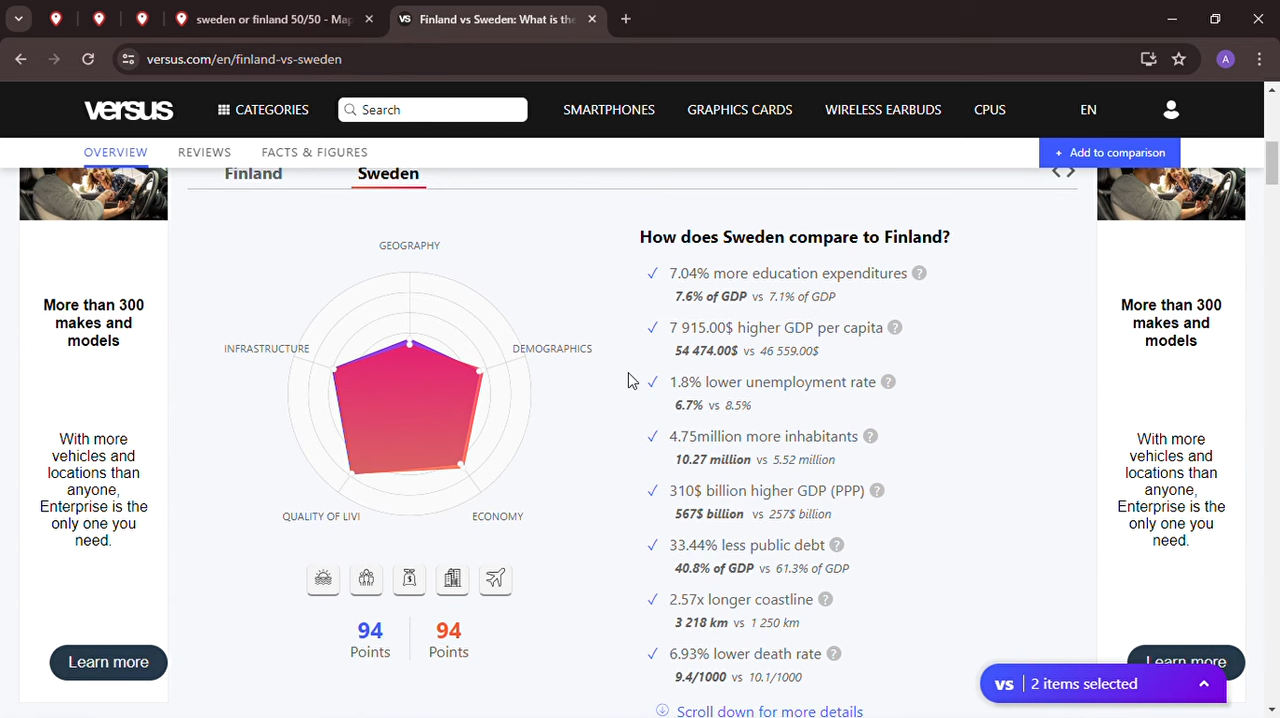 sweden or finland 50/50 - Ma
Finland vs Sweden: What is the
versus.com/en/finland-vs-sweden
A
versus
CATEGORIES
Search
SMARTPHONES
GRAPHICS CARDS
WIRELESS EARBUDS
CPUS
EN
OVERVIEW
REVIEWS
FACTS & FIGURES
+ Add to comparison
Finland
Sweden
GEOGRAPHY
INFRASTRUCTURE
DEMOGRAPHICS
QUALITY OF LIVI
ECONOMY
94
Points
94
Points
How does Sweden compare to Finland?
7.04% more education expenditures ?
7.6% of GDP vs 7.1% of GDP
7 915.00$ higher GDP per capita ?
54 474.00$ vs 46 559.00$
1.8% lower unemployment rate ?
6.7% vs 8.5%
4.75million more inhabitants ?
10.27 million vs 5.52 million
310$ billion higher GDP (PPP) ?
567$ billion vs 257$ billion
33.44% less public debt ?
40.8% of GDP vs 61.3% of GDP
2.57x longer coastline ?
3 218 km vs 1 250 km
6.93% lower death rate ?
9.4/1000 vs 10.1/1000
Scroll down for more details
More than 300
makes and
models
With more
vehicles and
locations than
anyone,
Enterprise is the
only one you
need.
Learn more
More than 300
makes and
models
With more
vehicles and
locations than
anyone,
Enterprise is the
only one you
need.
Learn more
vs 2 items selected